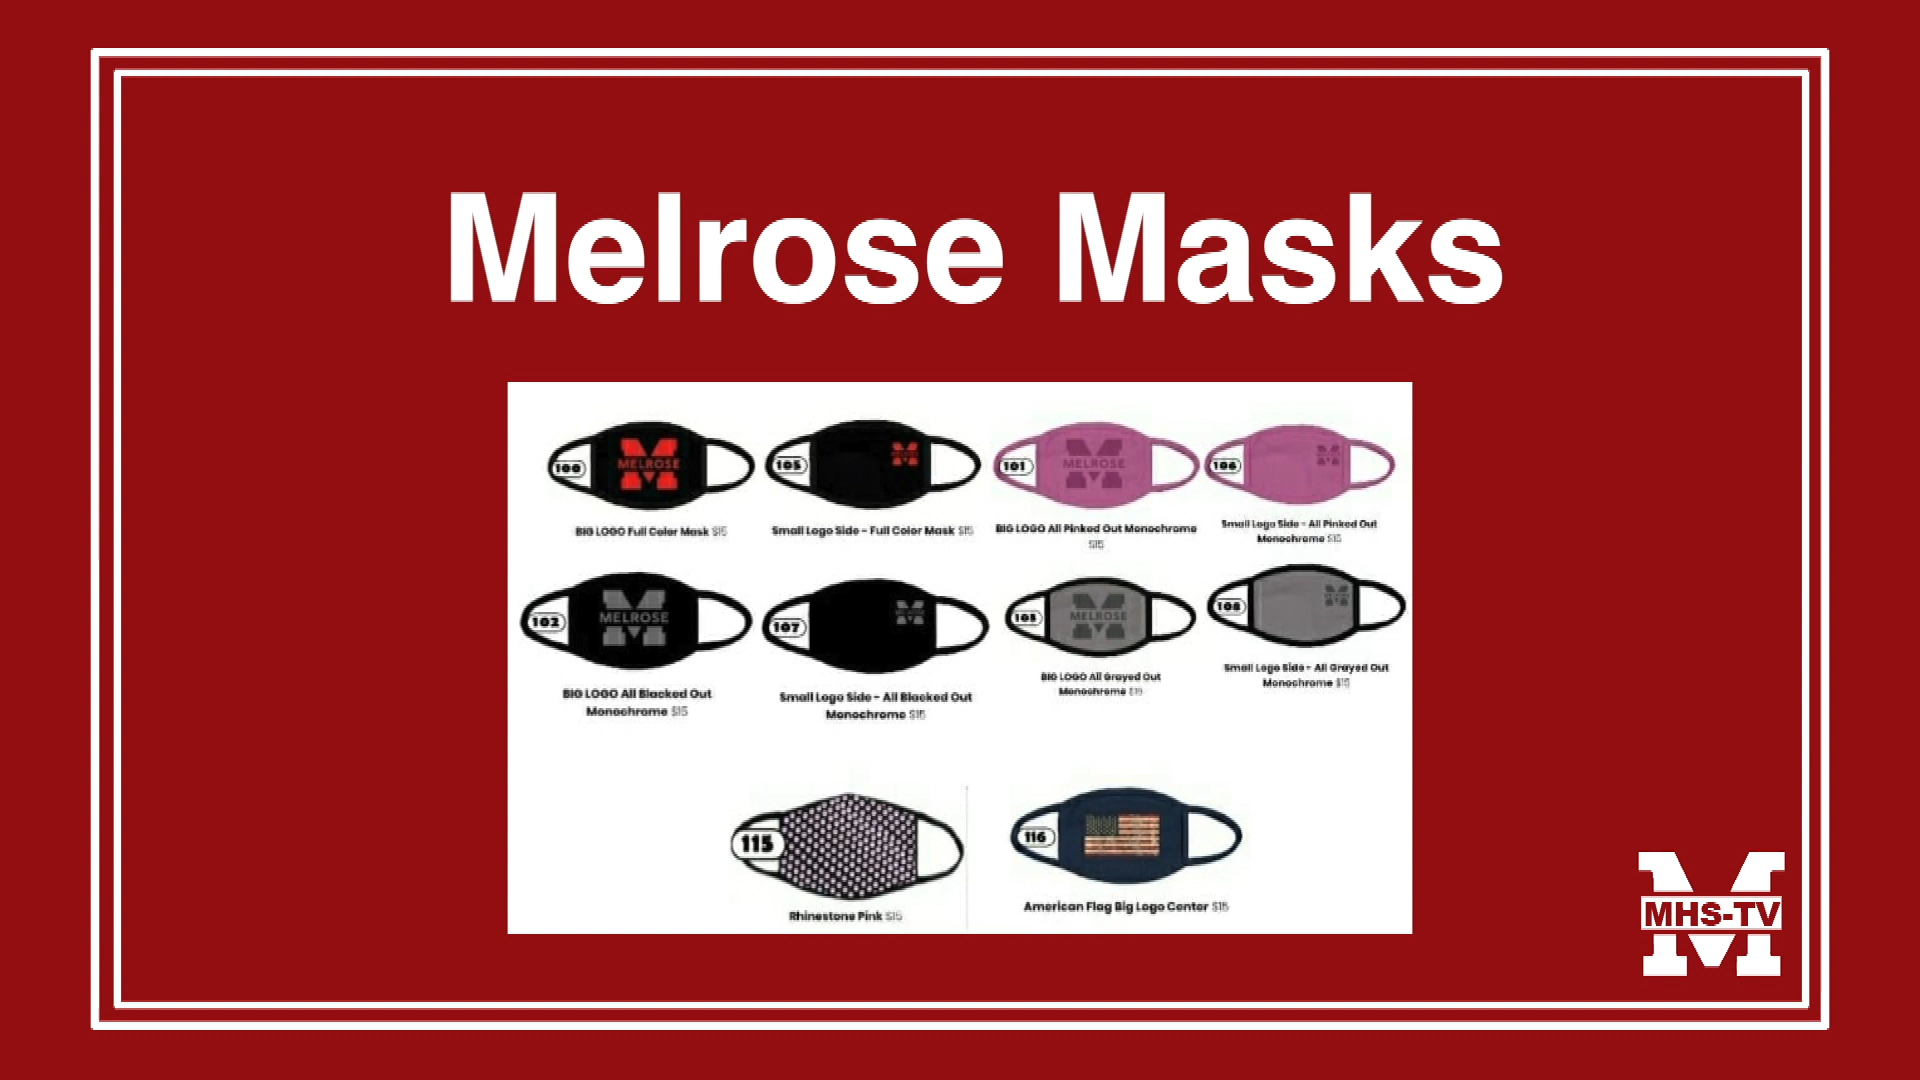 Melrose Masks
100
MELROSE
105
101
MELROSE
106
BIG LOGO Full Color Mask $15
Small Logo Side - Full Color Mask $15
BIG LOGO All Pinked Out Monochrome
$15
Small Logo Side - All Pinked Out
Monochrome $15
102
MELROSE
107
MELROSE
108
BIG LOGO All Blacked Out
Monochrome $15
Small Logo Side - All Blacked Out
Monochrome $15
BIG LOGO All Grayed Out
Monochrome $15
Small Logo Side - All Grayed Out
Monochrome $15
115
116
Rhinestone Pink $15
American Flag Big Logo Center $15
MHS-TV